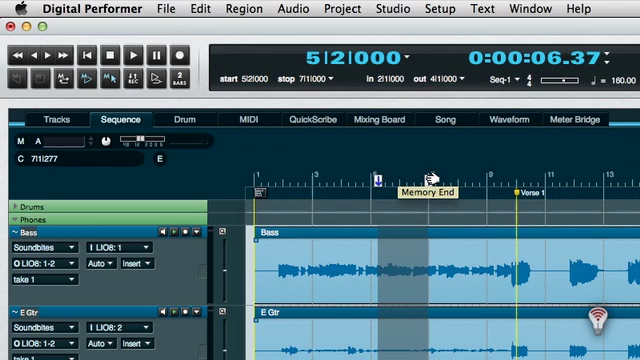 Digital Performer File Edit Region Audio Project Studio Setup Text Window Help
5|2|000 0:00:06.37
start 5|2|000 stop 7|1|000 in 2|1|000 out 4|1|000 Seq-1 4/4 = 160.00
2 BARS
REC
Tracks Sequence Drum MIDI QuickScribe Mixing Board Song Waveform Meter Bridge
M A
C 7|1|277 E
1 3 5 9 11 13
Memory End
Verse 1
Drums
Phones
Bass
Bass
Soundbites I LIO8: 1
O LIO8: 1-2 Auto Insert
take 1
E Gtr
E Gtr
Soundbites I LIO8: 2
O LIO8: 1-2 Auto Insert
take 1